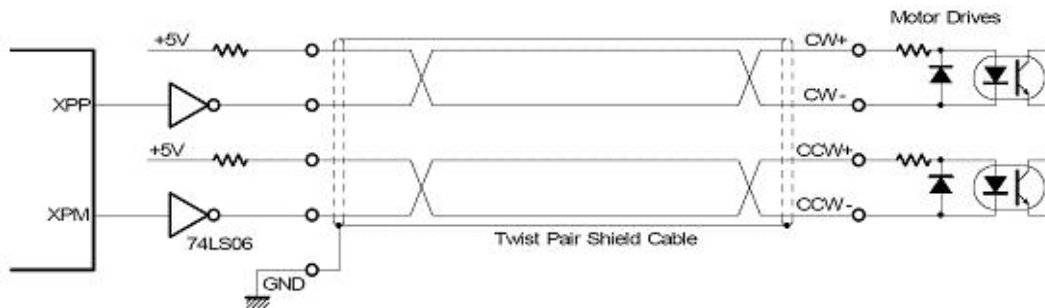 Motor Drives
+5V
CW+
XPP
CW-
+5V
CCW+
XPM
CCW-
74LS06
Twist Pair Shield Cable
GND